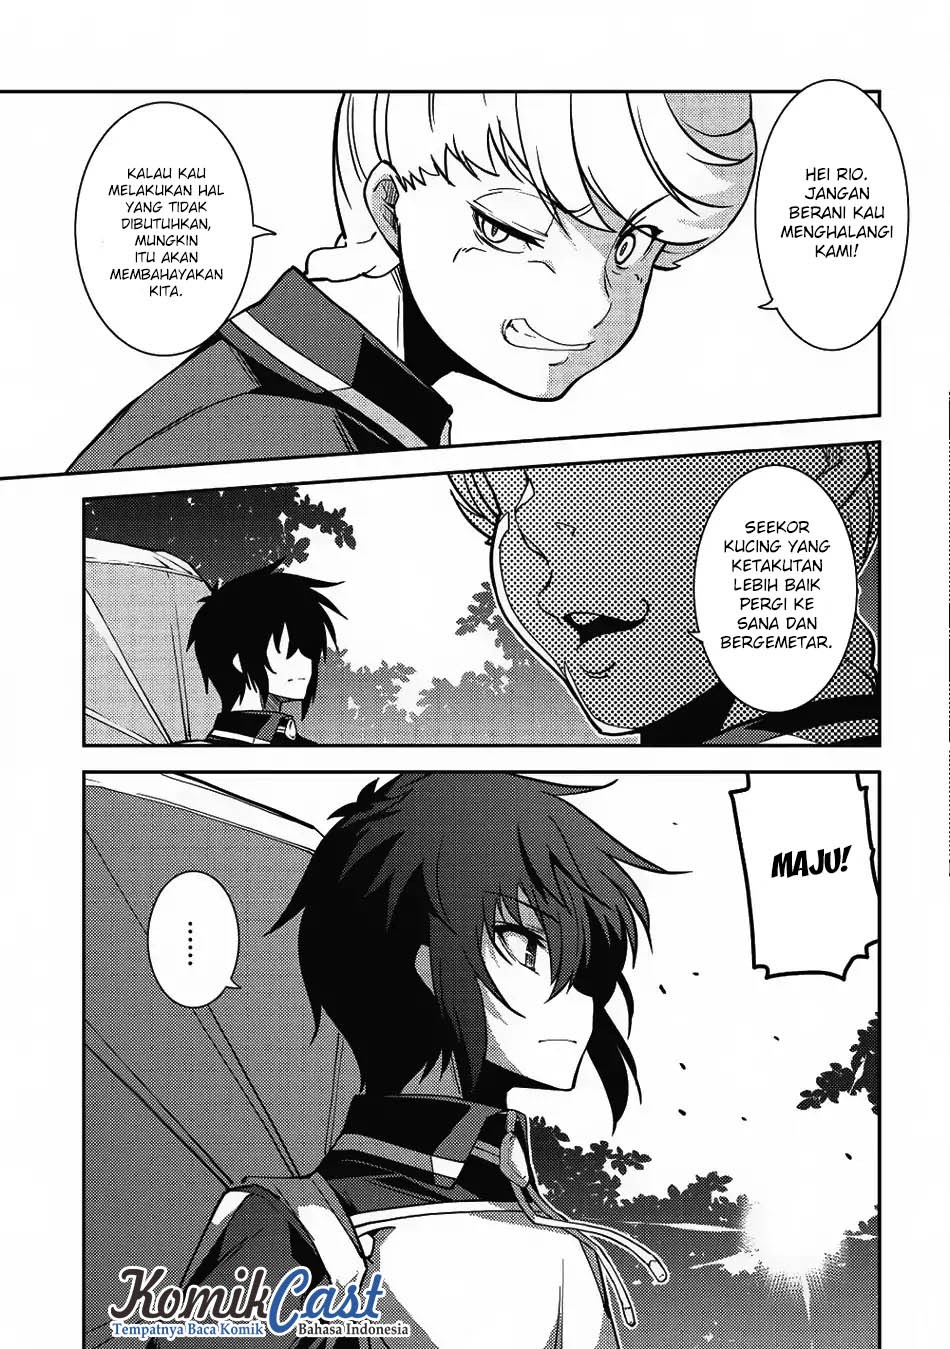 HEI RIO.
JANGAN
BERANI KAU
MENGHALANGI
KAMI!
KALAU KAU
MELAKUKAN HAL
YANG TIDAK
DIBUTUHKAN,
MUNGKIN
ITU AKAN
MEMBAHAYAKAN
KITA.
SEEKOR
KUCING YANG
KETAKUTAN
LEBIH BAIK
PERGI KE
SANA DAN
BERGEMETAR.
MAJU!
......
KomikCast
Tempatnya Baca Komik Bahasa Indonesia